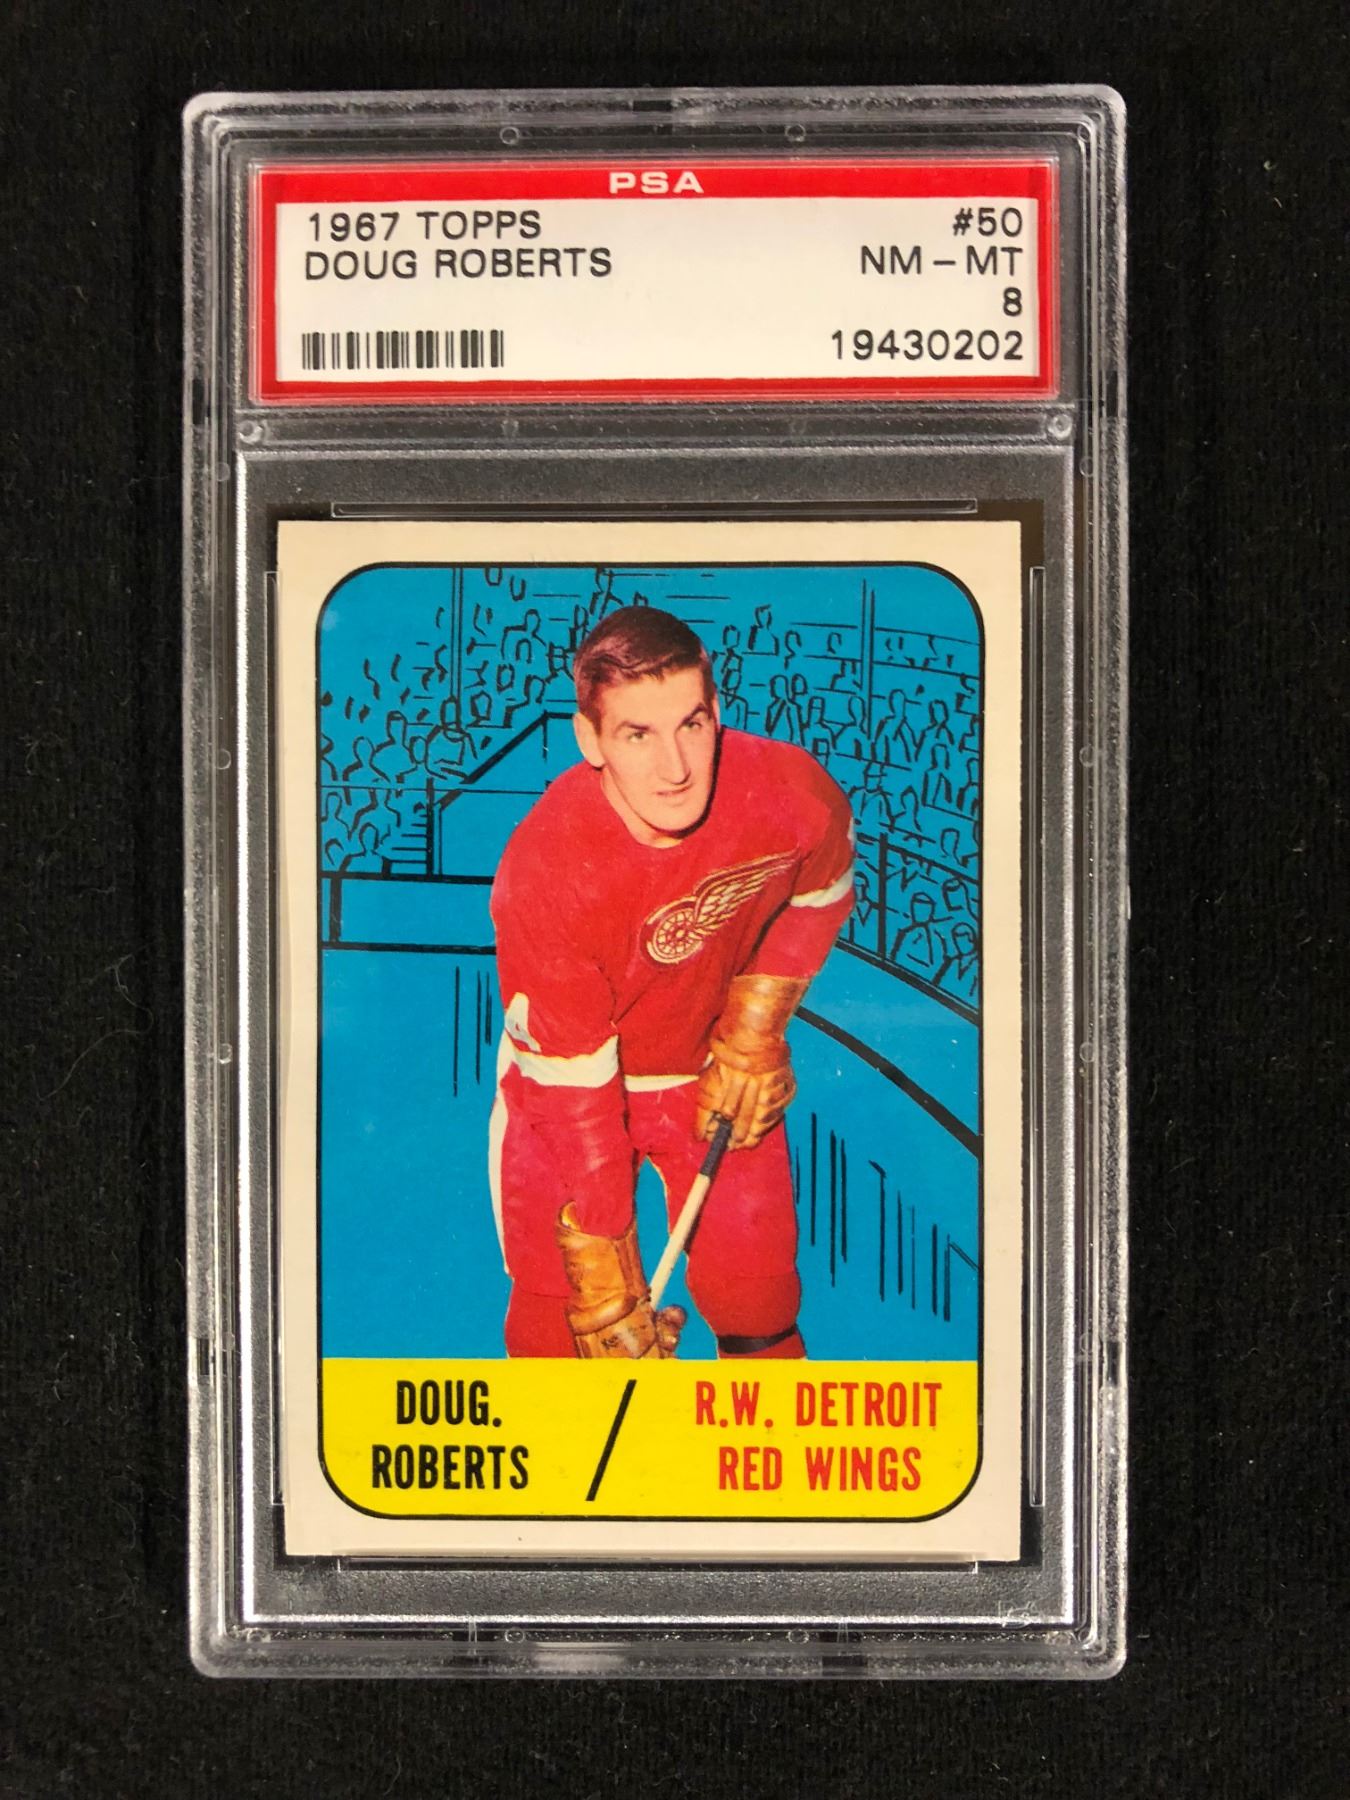 PSA
1967 TOPPS #50
DOUG ROBERTS NM - MT
8
19430202
DOUG. / R.W. DETROIT
ROBERTS RED WINGS